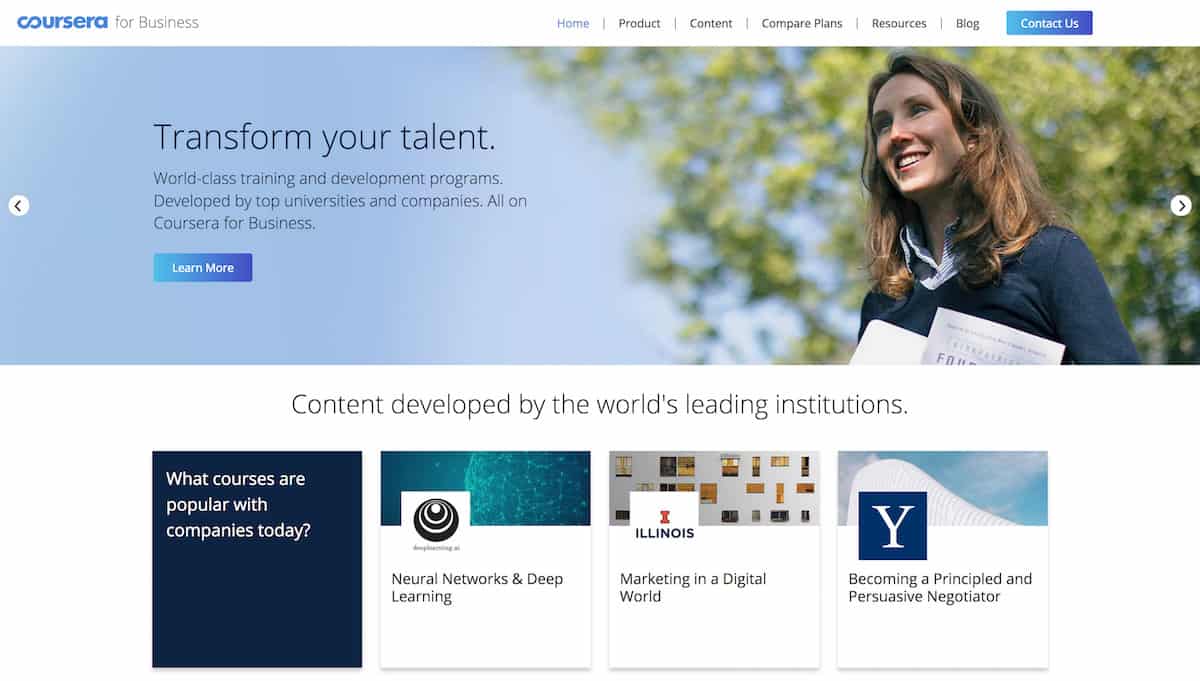 coursera for Business
Home | Product | Content | Compare Plans | Resources | Blog
Contact Us
Transform your talent.
World-class training and development programs.
Developed by top universities and companies. All on
Coursera for Business.
Learn More
Content developed by the world's leading institutions.
What courses are
popular with
companies today?
deeplearning.ai
Neural Networks & Deep
Learning
I
ILLINOIS
Marketing in a Digital
World
Y
Becoming a Principled and
Persuasive Negotiator